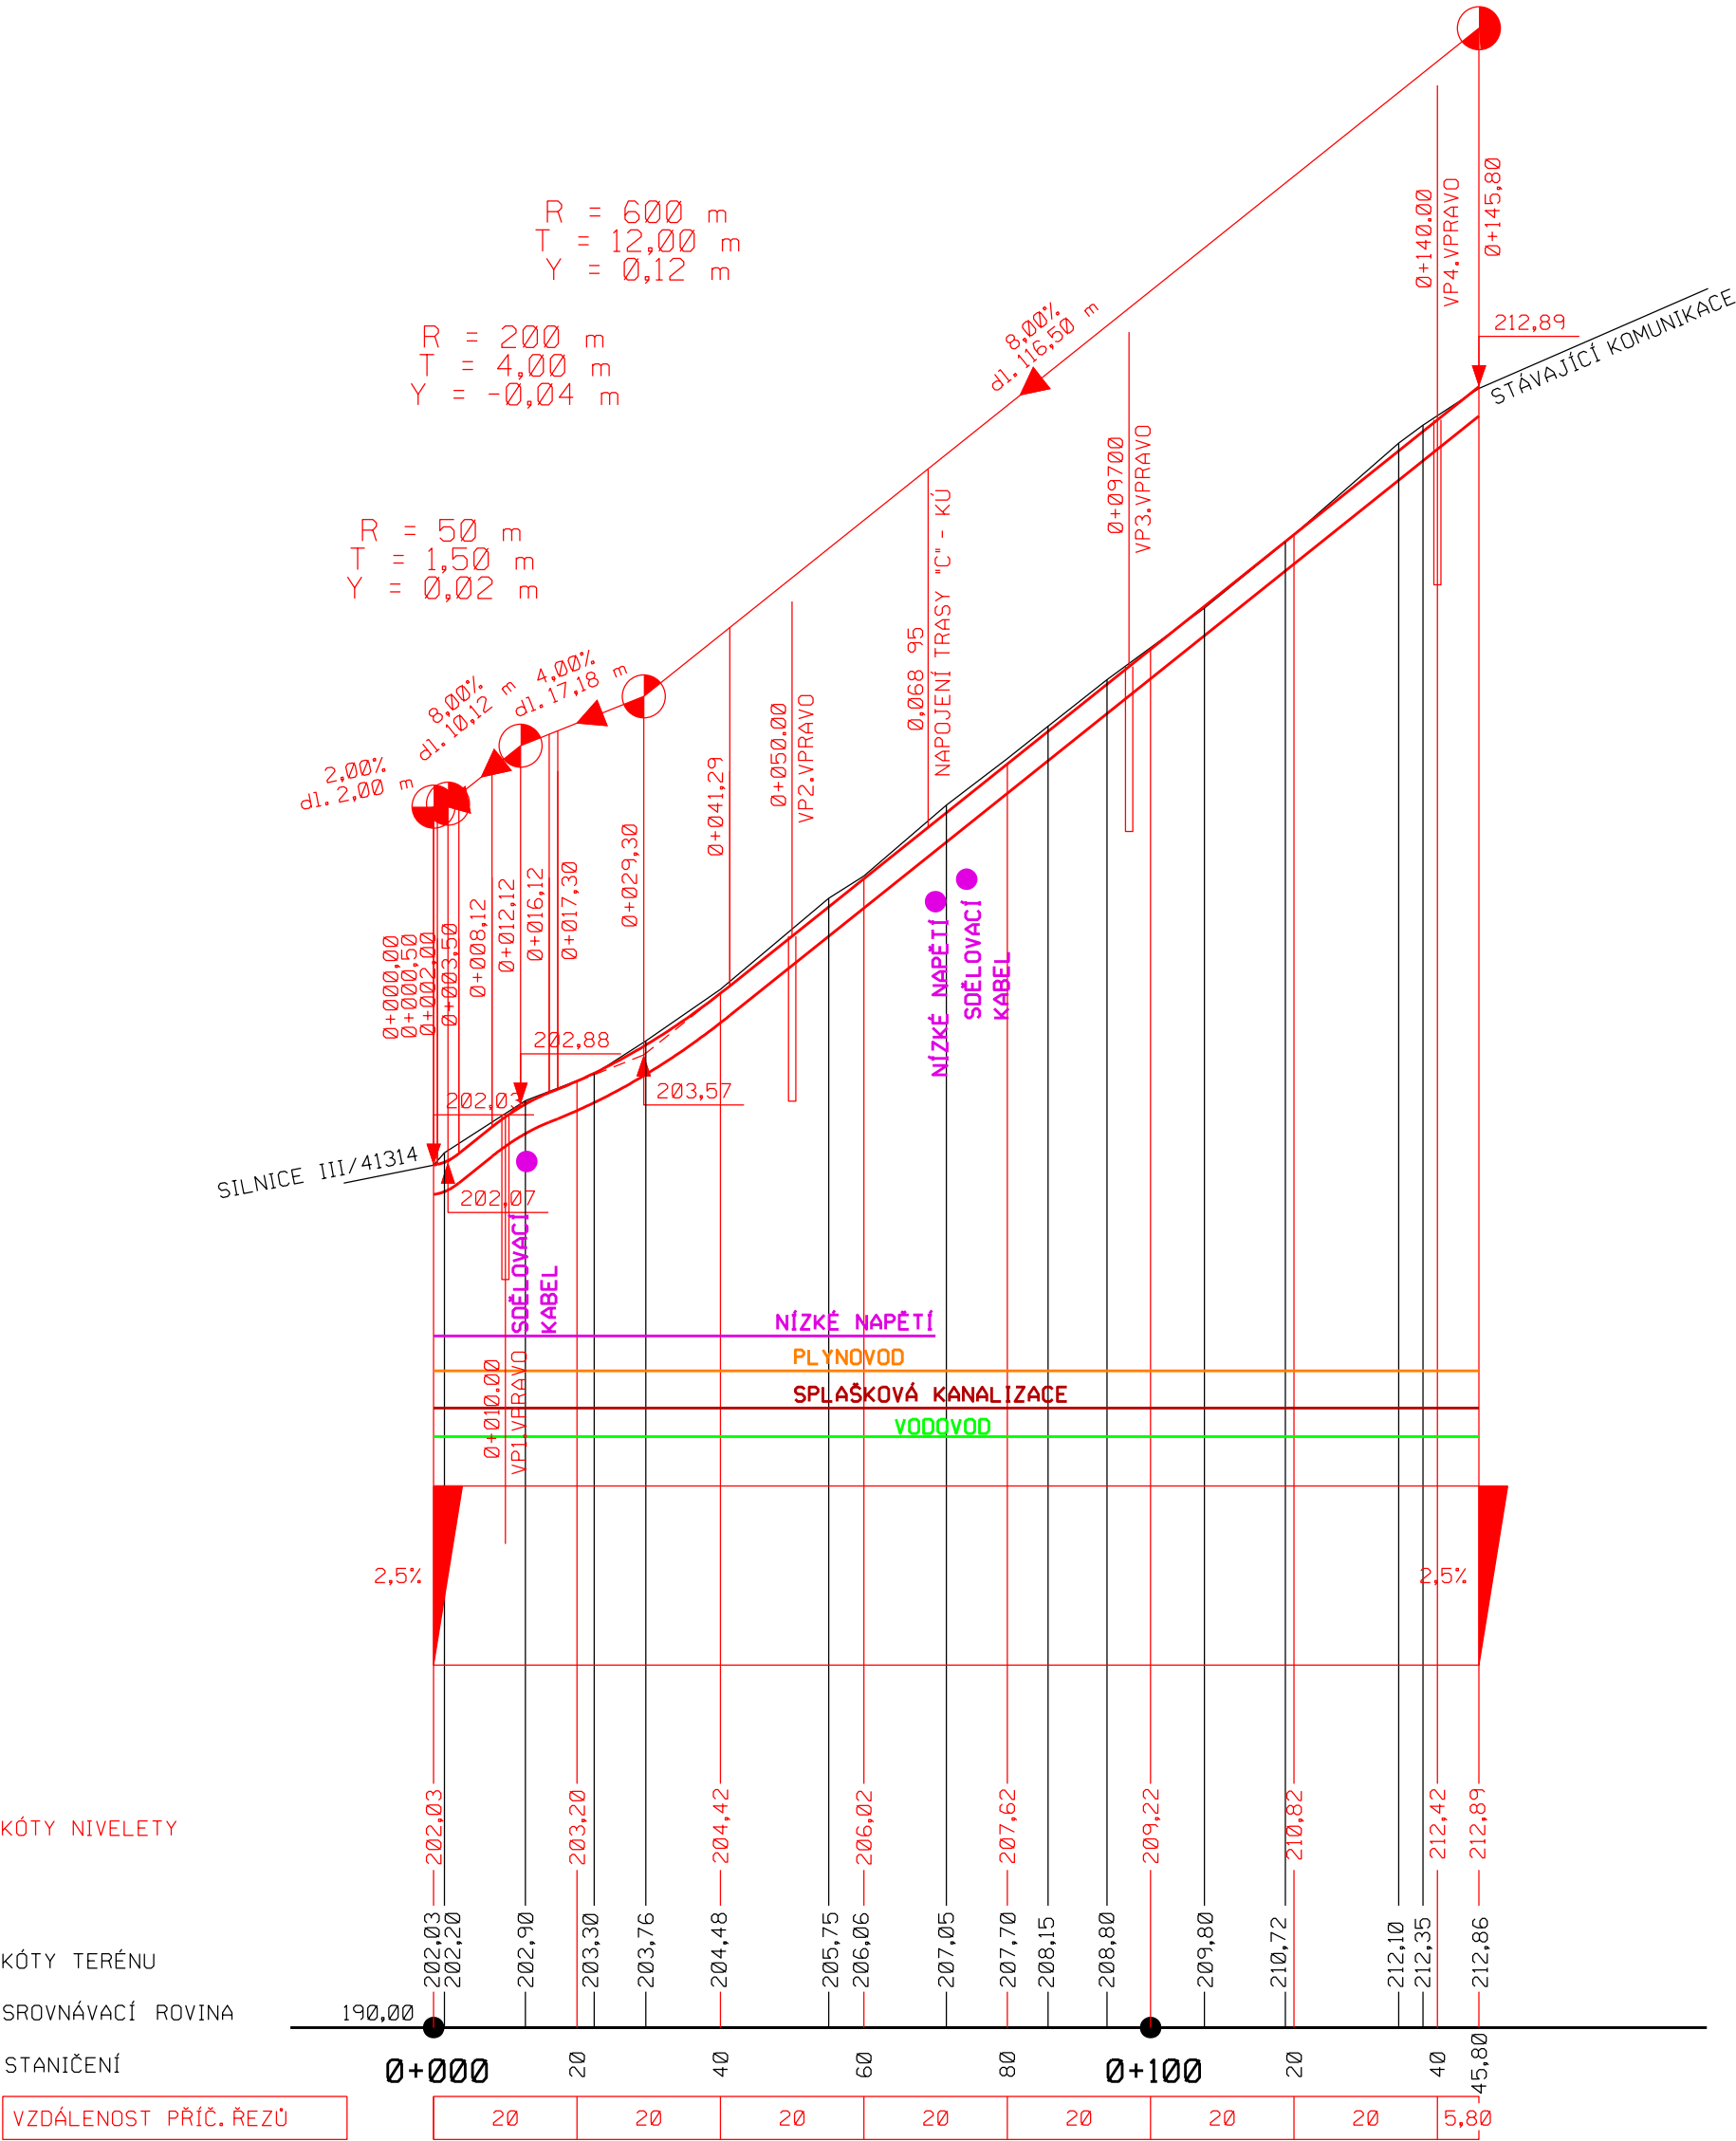 R = 600 m
T = 12,00 m
Y = 0,12 m
R = 200 m
T = 4,00 m
Y = -0,04 m
R = 50 m
T = 1,50 m
Y = 0,02 m
2,00%
dl. 2,00 m
8,00%
dl. 10,12 m
4,00%
dl. 17,18 m
8,00%
dl. 116,50 m
0+000,00
0+000,50
0+002,00
0+003,50
0+008,12
0+012,12
0+016,12
0+017,30
0+029,30
0+041,29
0+050.00
VP2.VPRAVO
0,068 95
NAPOJENÍ TRASY "C" - KÚ
0+09700
VP3.VPRAVO
0+140.00
VP4.VPRAVO
0+145,80
212,89
STÁVAJÍCÍ KOMUNIKACE
202,88
203,57
202,03
202,07
SILNICE III/41314
SDĚLOVACÍ
KABEL
NÍZKÉ NAPĚTÍ
SDĚLOVACÍ
KABEL
NÍZKÉ NAPĚTÍ
PLYNOVOD
SPLAŠKOVÁ KANALIZACE
VODOVOD
0+010.00
VP1.VPRAVO
2,5%
2,5%
KÓTY NIVELETY
202,03
203,20
204,42
206,02
207,62
209,22
210,82
212,42
212,89
KÓTY TERÉNU
202,03
202,20
202,90
203,30
203,76
204,48
205,75
206,06
207,05
207,70
208,15
208,80
209,80
210,72
212,10
212,35
212,86
SROVNÁVACÍ ROVINA 190,00
STANIČENÍ
0+000
20
40
60
80
0+100
20
40
45,80
VZDÁLENOST PŘÍČ.ŘEZŮ
20
20
20
20
20
20
20
5,80